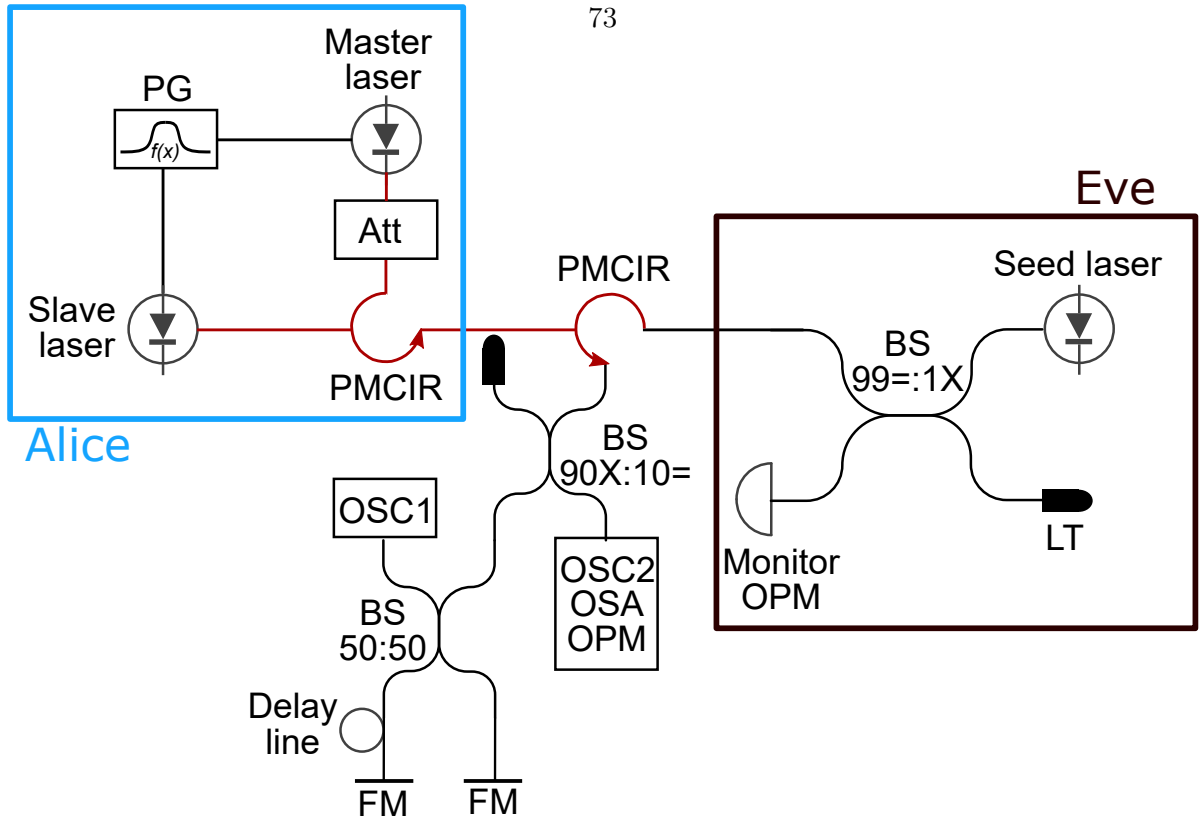 73
Master
laser
PG
f(x)
Att
Slave
laser
PMCIR
Alice
PMCIR
Eve
Seed laser
BS
99=:1X
Monitor
OPM
LT
BS
90X:10=
OSC1
OSC2
OSA
OPM
BS
50:50
Delay
line
FM
FM